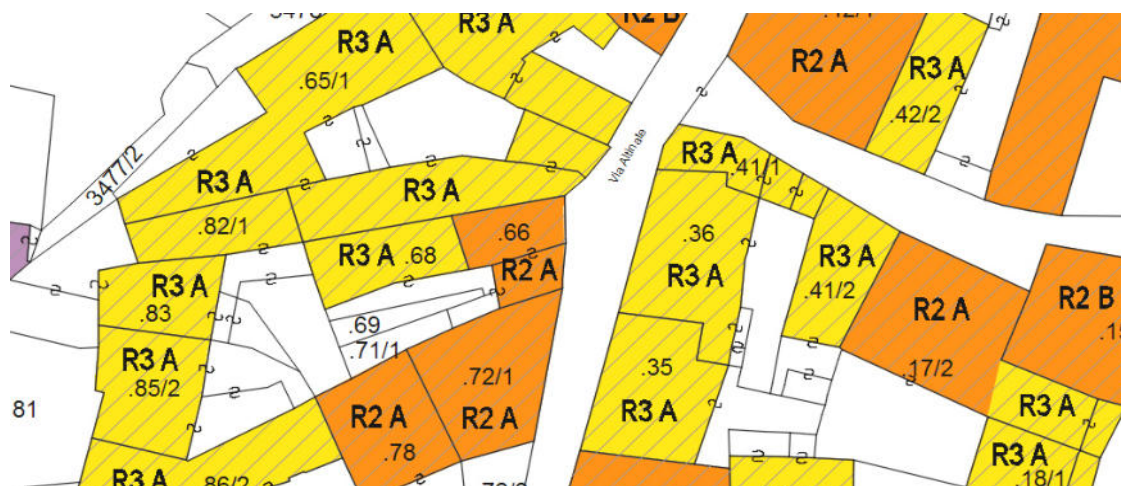 R3 A
R2 B
R3 A
R2 A
.65/1
R3 A
.42/2
Via Altinate
3477/2
R3 A
R3 A
R3 A
.41/1
.82/1
.66
.36
R3 A
.68
R3 A
R2 A
R3 A
R3 A
.83
.41/2
R2 A
R2 B
.69
.71/1
.17/2
R3 A
.85/2
.72/1
.35
81
R2 A
R2 A
R3 A
R3 A
.78
R3 A
.86/2
R3 A
.18/1